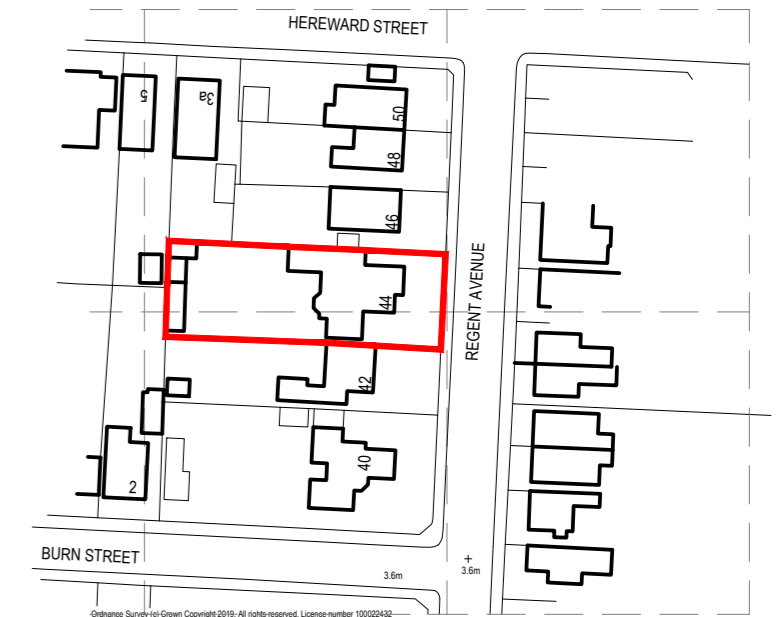 HEREWARD STREET
5
3a
50
48
46
REGENT AVENUE
44
42
40
2
BURN STREET
3.6m
+
3.6m
Ordnance Survey (c) Crown Copyright 2019. All rights reserved. Licence number 100022432